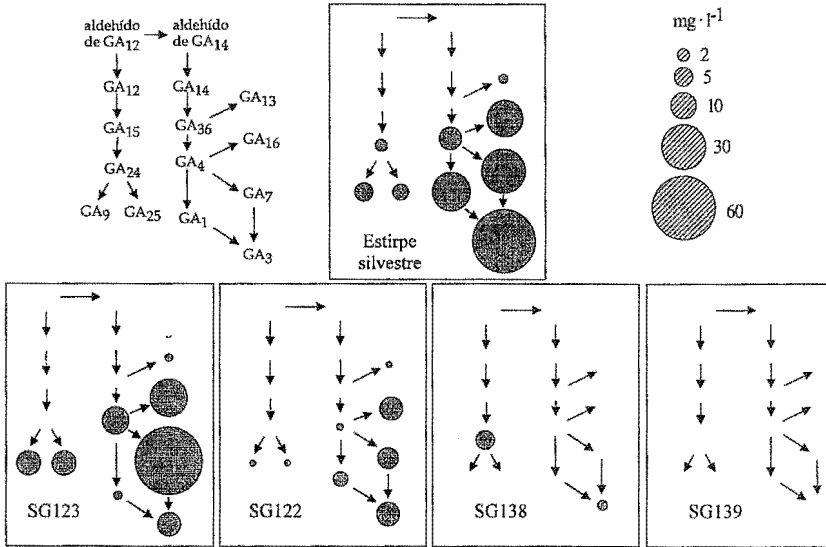 aldehído de GA12 → aldehído de GA14
GA12
GA14
GA13
GA15
GA36
GA16
GA24
GA4
GA7
GA9
GA25
GA1
GA3
Estirpe
silvestre
mg · l-1
2
5
10
30
60
SG123
SG122
SG138
SG139